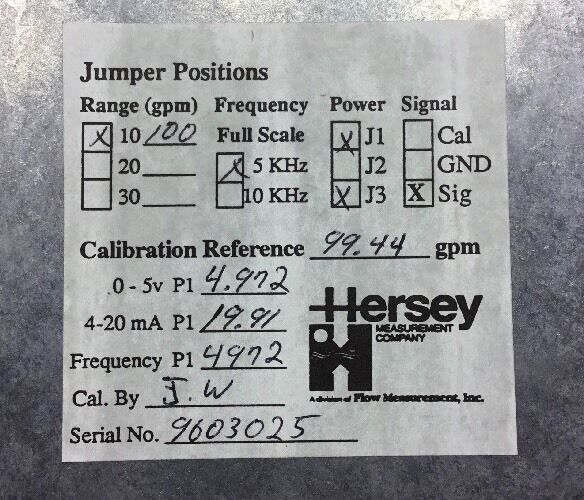 Jumper Positions
Range (gpm) Frequency Power Signal
X 10 100 Full Scale X J1 Cal
20 X 5 KHz J2 GND
30 10 KHz X J3 X Sig
Calibration Reference 99.44 gpm
0 - 5v P1 4.972
4-20 mA P1 19.91
Frequency P1 4972
Cal. By J.W
Serial No. 9603025
Hersey
MEASUREMENT
COMPANY
A division of Flow Measurement, Inc.